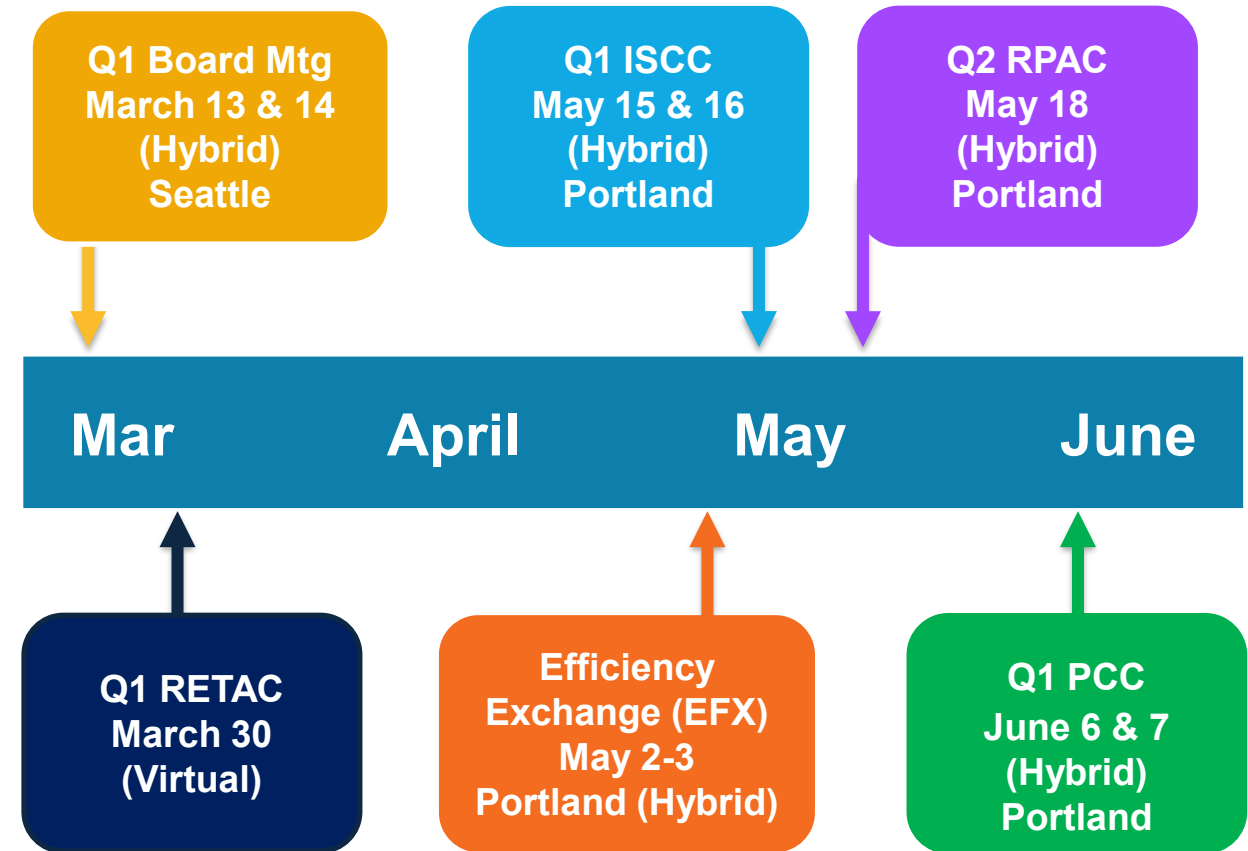 Q1 Board Mtg
March 13 & 14
(Hybrid)
Seattle
Q1 ISCC
May 15 & 16
(Hybrid)
Portland
Q2 RPAC
May 18
(Hybrid)
Portland
Mar
April
May
June
Q1 RETAC
March 30
(Virtual)
Efficiency
Exchange (EFX)
May 2-3
Portland (Hybrid)
Q1 PCC
June 6 & 7
(Hybrid)
Portland